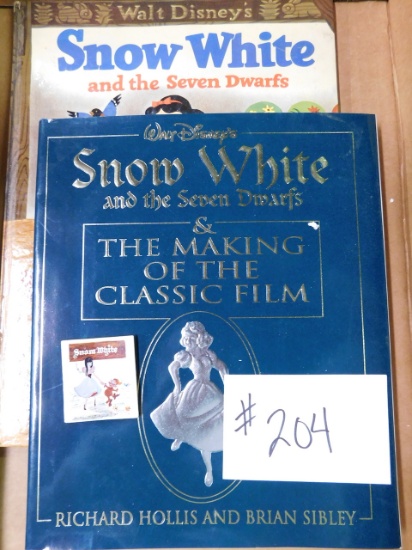 Walt Disney's
Snow White
and the Seven Dwarfs
Walt Disney's
Snow White
and the Seven Dwarfs
&
THE MAKING
OF THE
CLASSIC FILM
Snow White
# 204
RICHARD HOLLIS AND BRIAN SIBLEY